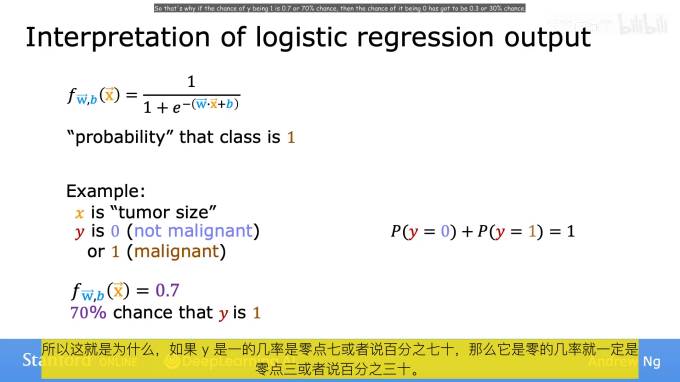 So that's why if the chance of y being 1 is 0.7 or 70% chance, then the chance of it being 0 has got to be 0.3 or 30% chance.
bilibili
Interpretation of logistic regression output
f w⃗,b(x⃗) = 1 / (1 + e^−(w⃗·x⃗+b))
“probability” that class is 1
Example:
x is “tumor size”
y is 0 (not malignant)
or 1 (malignant)
P(y = 0) + P(y = 1) = 1
f w⃗,b(x⃗) = 0.7
70% chance that y is 1
所以这就是为什么，如果 y 是一的几率是零点七或者说百分之七十，那么它是零的几率就一定是
零点三或者说百分之三十。
Stanford ONLINE DeepLearning Andrew Ng